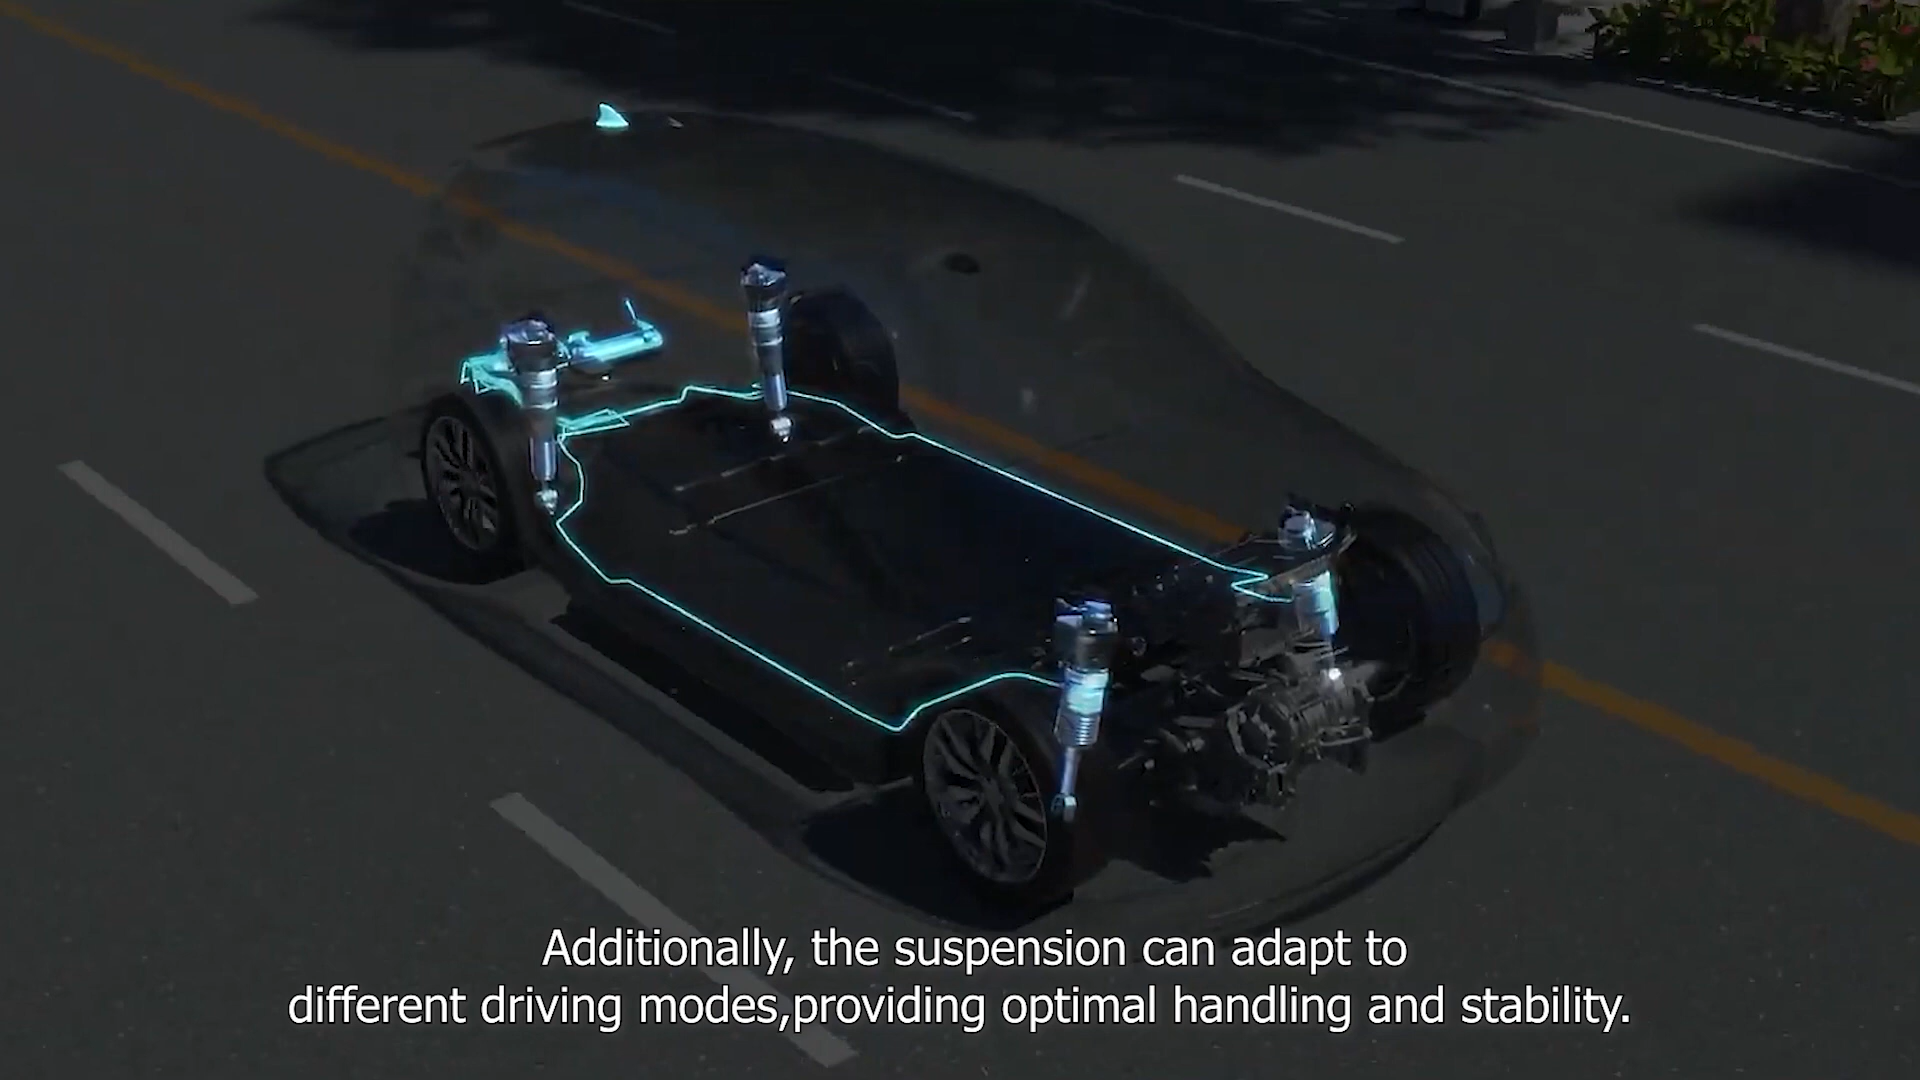 Additionally, the suspension can adapt to
different driving modes,providing optimal handling and stability.